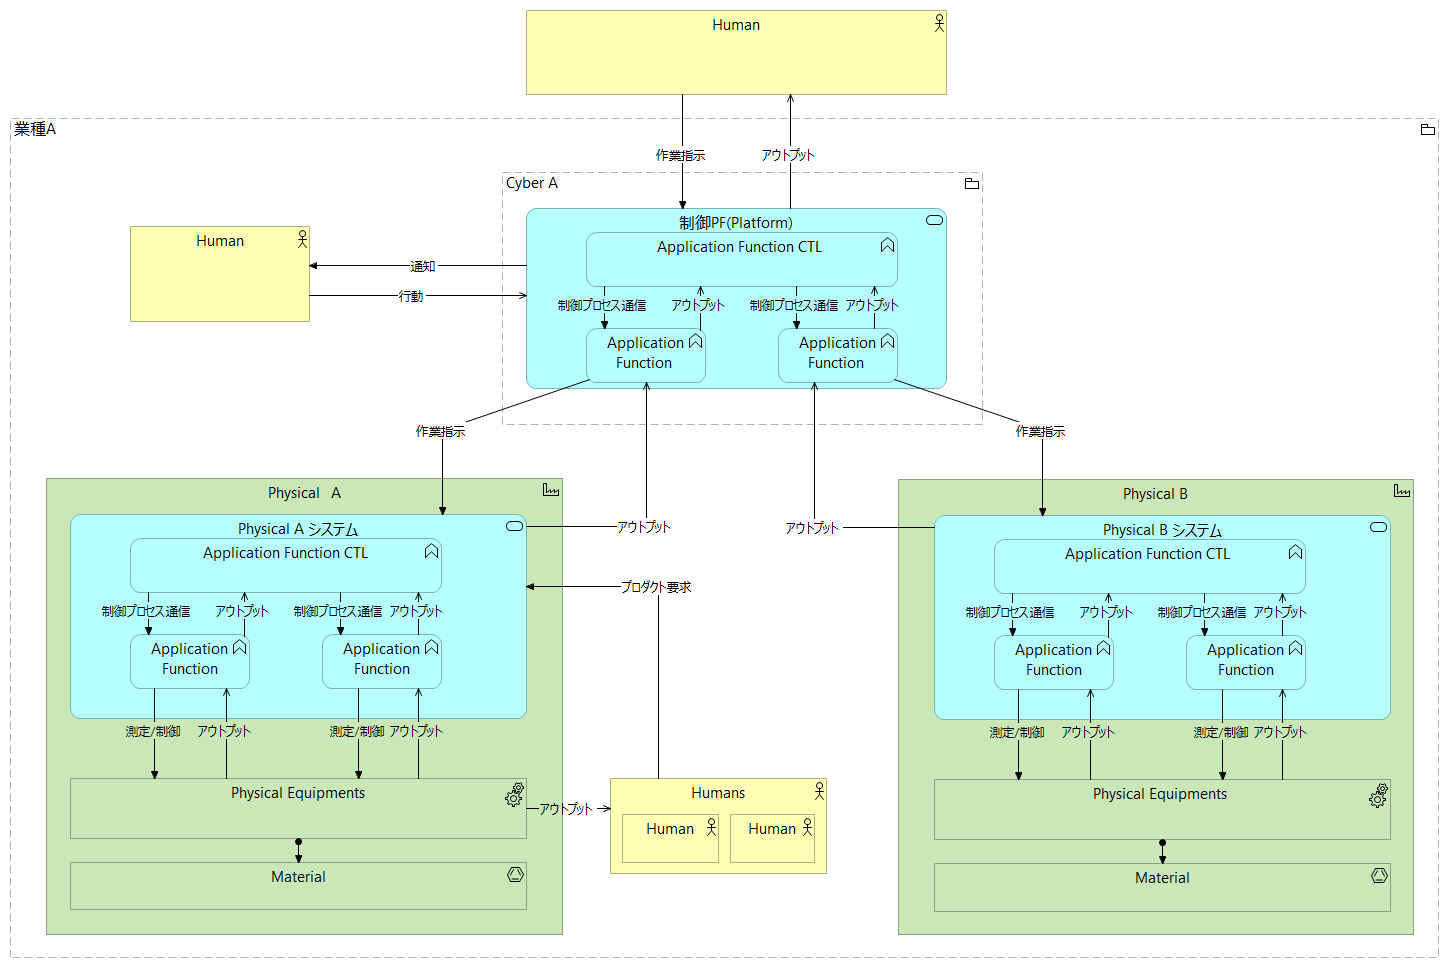 Human
業種A
作業指示
アウトプット
Cyber A
制御PF(Platform)
Application Function CTL
Human
通知
行動
制御プロセス通信
アウトプット
制御プロセス通信
アウトプット
Application
Function
Application
Function
作業指示
作業指示
Physical A
Physical B
アウトプット
アウトプット
Physical A システム
Application Function CTL
Physical B システム
Application Function CTL
プロダクト要求
制御プロセス通信
アウトプット
制御プロセス通信
アウトプット
制御プロセス通信
アウトプット
制御プロセス通信
アウトプット
Application
Function
Application
Function
Application
Function
Application
Function
測定/制御
アウトプット
測定/制御
アウトプット
測定/制御
アウトプット
測定/制御
アウトプット
Physical Equipments
アウトプット
Humans
Human
Human
Physical Equipments
Material
Material